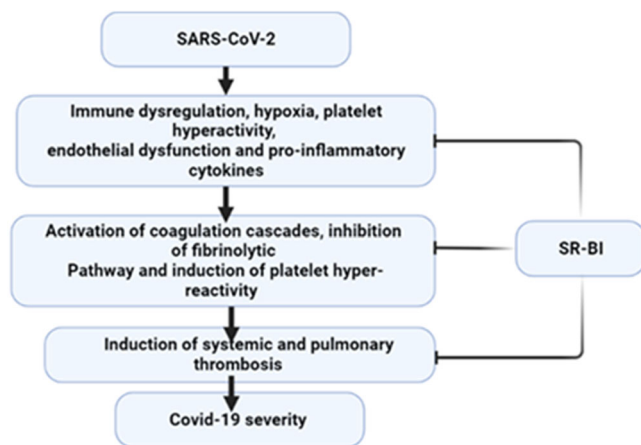 SARS-CoV-2
Immune dysregulation, hypoxia, platelet
hyperactivity,
endothelial dysfunction and pro-inflammatory
cytokines
Activation of coagulation cascades, inhibition
of fibrinolytic
Pathway and induction of platelet hyper-
reactivity
SR-BI
Induction of systemic and pulmonary
thrombosis
Covid-19 severity